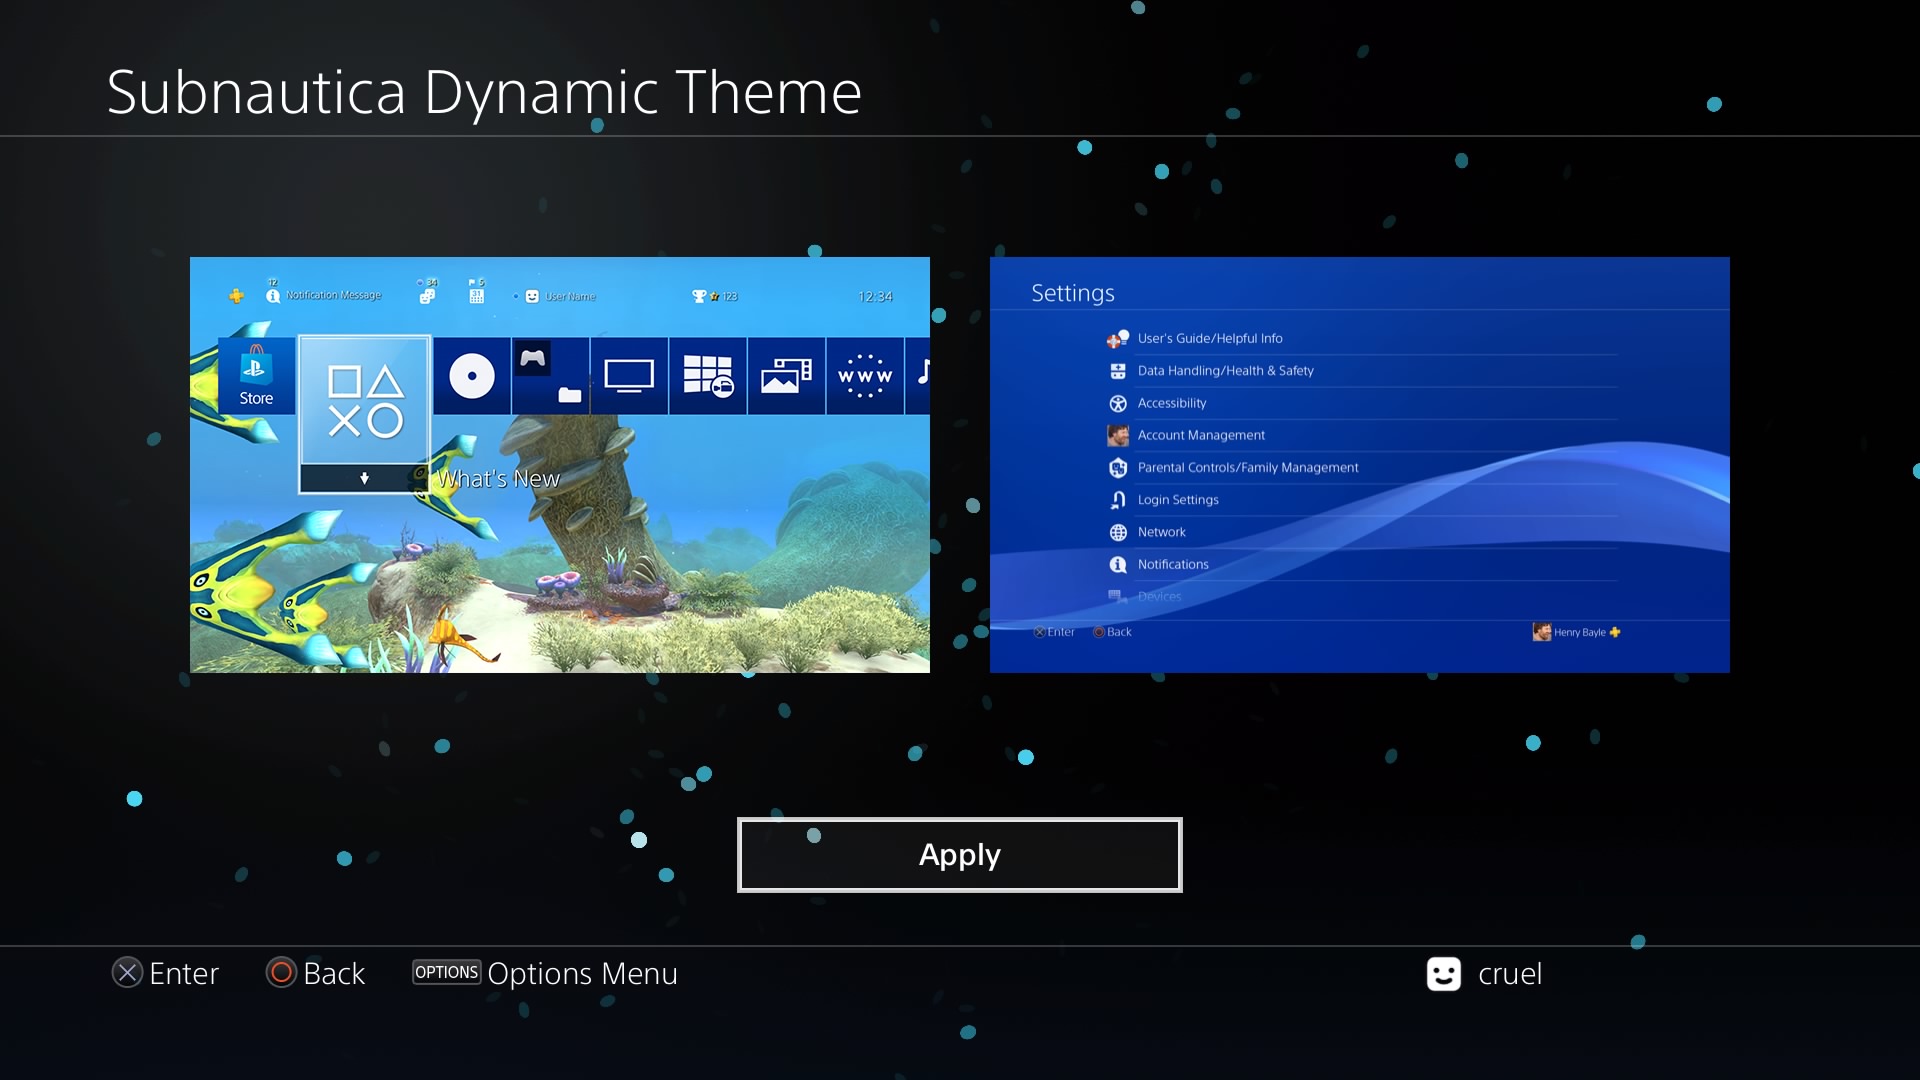 Subnautica Dynamic Theme
12
Notification Message
34
5
31
User Name
123
12:34
Store
www
What's New
Settings
User's Guide/Helpful Info
Data Handling/Health & Safety
Accessibility
Account Management
Parental Controls/Family Management
Login Settings
Network
Notifications
Devices
Enter Back
Henry Bayle
Apply
Enter Back OPTIONS Options Menu
cruel